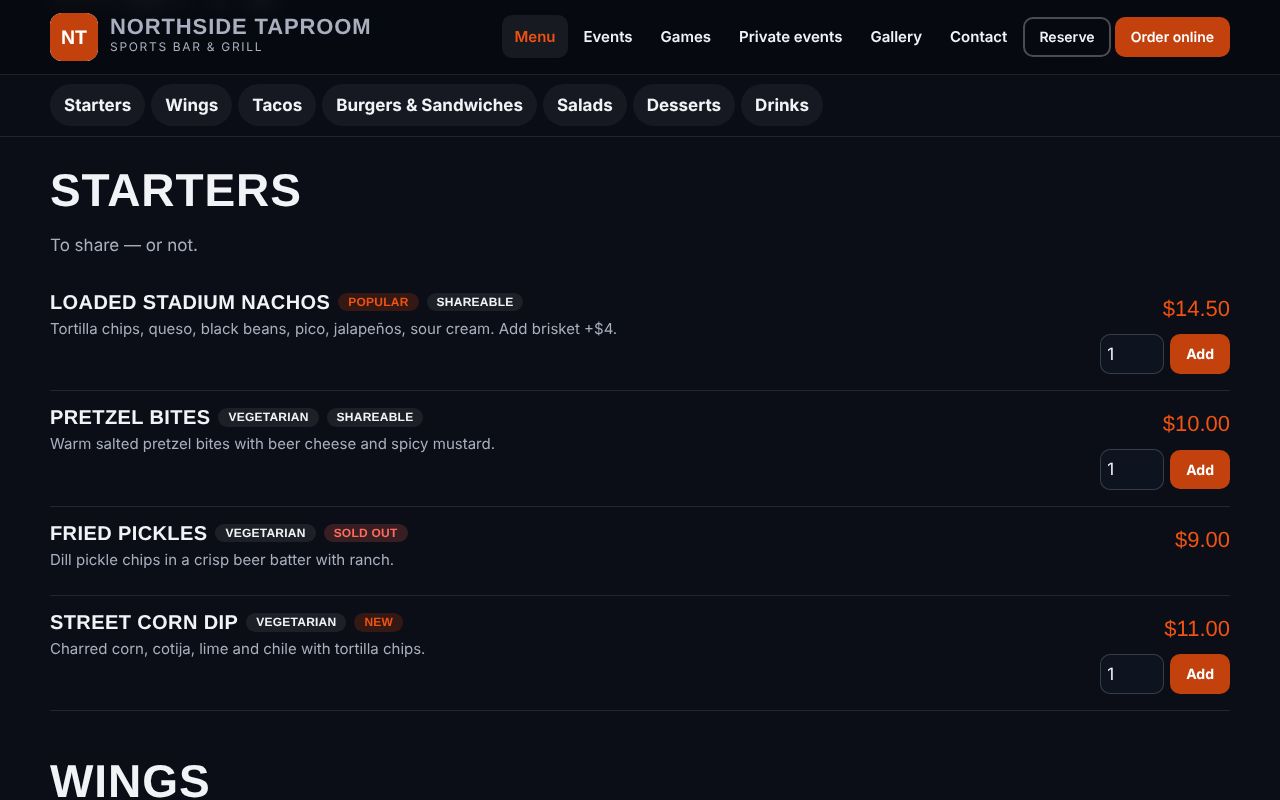 NT
NORTHSIDE TAPROOM
SPORTS BAR & GRILL
Menu Events Games Private events Gallery Contact Reserve Order online
Starters Wings Tacos Burgers & Sandwiches Salads Desserts Drinks
STARTERS
To share — or not.
LOADED STADIUM NACHOS POPULAR SHAREABLE
$14.50
Tortilla chips, queso, black beans, pico, jalapeños, sour cream. Add brisket +$4.
1 Add
PRETZEL BITES VEGETARIAN SHAREABLE
$10.00
Warm salted pretzel bites with beer cheese and spicy mustard.
1 Add
FRIED PICKLES VEGETARIAN SOLD OUT
$9.00
Dill pickle chips in a crisp beer batter with ranch.
STREET CORN DIP VEGETARIAN NEW
$11.00
Charred corn, cotija, lime and chile with tortilla chips.
1 Add
WINGS